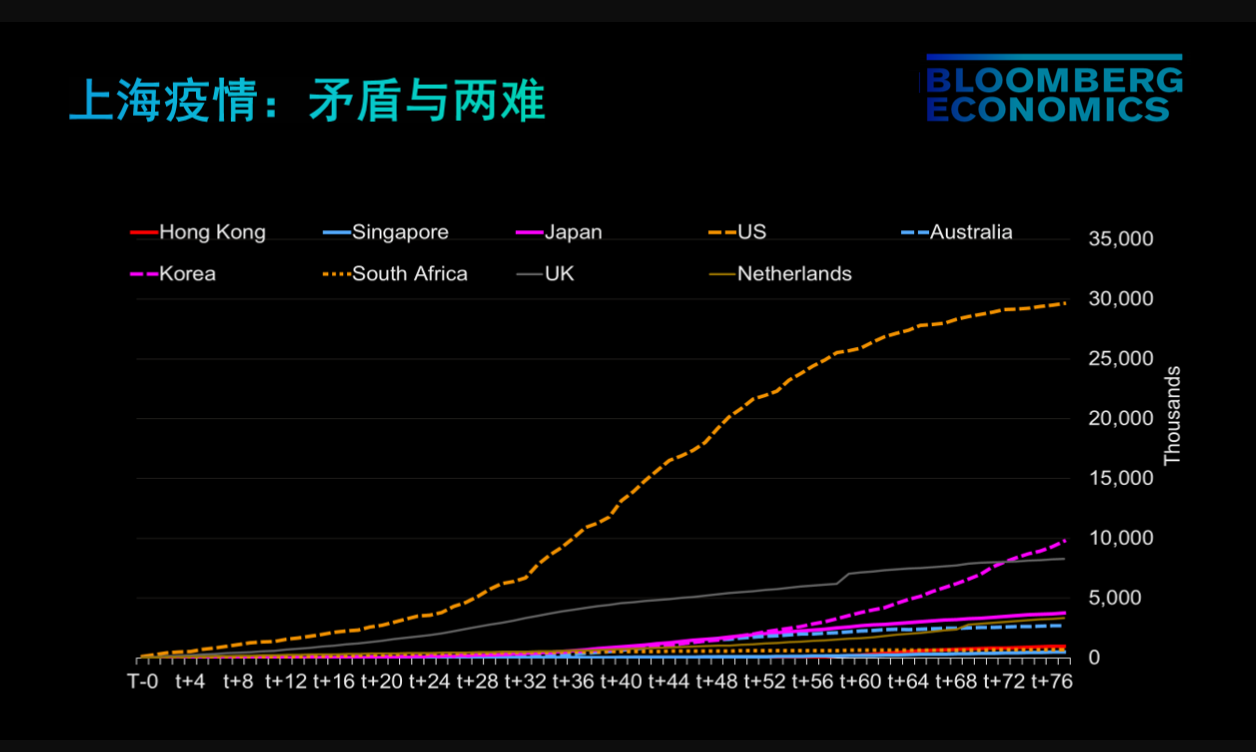 上海疫情：矛盾与两难
BLOOMBERG
ECONOMICS
Hong Kong Singapore Japan US Australia
Korea South Africa UK Netherlands
35,000
30,000
25,000
20,000
15,000
10,000
5,000
0
Thousands
T-0 t+4 t+8 t+12 t+16 t+20 t+24 t+28 t+32 t+36 t+40 t+44 t+48 t+52 t+56 t+60 t+64 t+68 t+72 t+76